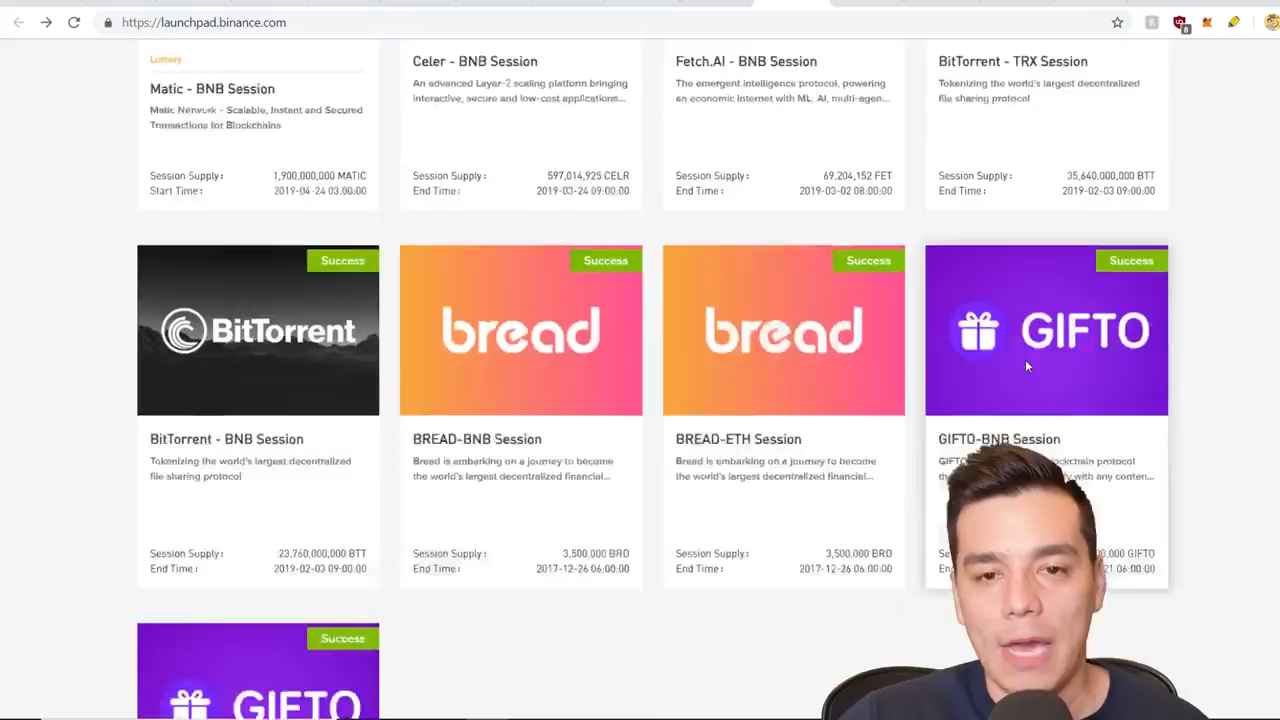 https://launchpad.binance.com
8
Lottery
Matic - BNB Session
Matic Network - Scalable, Instant and Secured
Transactions for Blockchains
Session Supply: 1,900,000,000 MATIC
Start Time: 2019-04-24 03:00:00
Celer - BNB Session
An advanced Layer-2 scaling platform bringing
interactive, secure and low-cost applications...
Session Supply: 597,014,925 CELR
End Time: 2019-03-24 09:00:00
Fetch.AI - BNB Session
The emergent intelligence protocol, powering
an economic internet with ML, AI, multi-agen...
Session Supply: 69,204,152 FET
End Time: 2019-03-02 08:00:00
BitTorrent - TRX Session
Tokenizing the world's largest decentralized
file sharing protocol
Session Supply: 35,640,000,000 BTT
End Time: 2019-02-03 09:00:00
Success
BitTorrent
BitTorrent - BNB Session
Tokenizing the world's largest decentralized
file sharing protocol
Session Supply: 23,760,000,000 BTT
End Time: 2019-02-03 09:00:00
Success
bread
BREAD-BNB Session
Bread is embarking on a journey to become
the world's largest decentralized financial...
Session Supply: 3,500,000 BRD
End Time: 2017-12-26 06:00:00
Success
bread
BREAD-ETH Session
Bread is embarking on a journey to become
the world's largest decentralized financial...
Session Supply: 3,500,000 BRD
End Time: 2017-12-26 06:00:00
Success
GIFTO
GIFTO-BNB Session
GIFTO blockchain protocol
with any conten...
GIFTO
06:00:00
Success
GIFTO